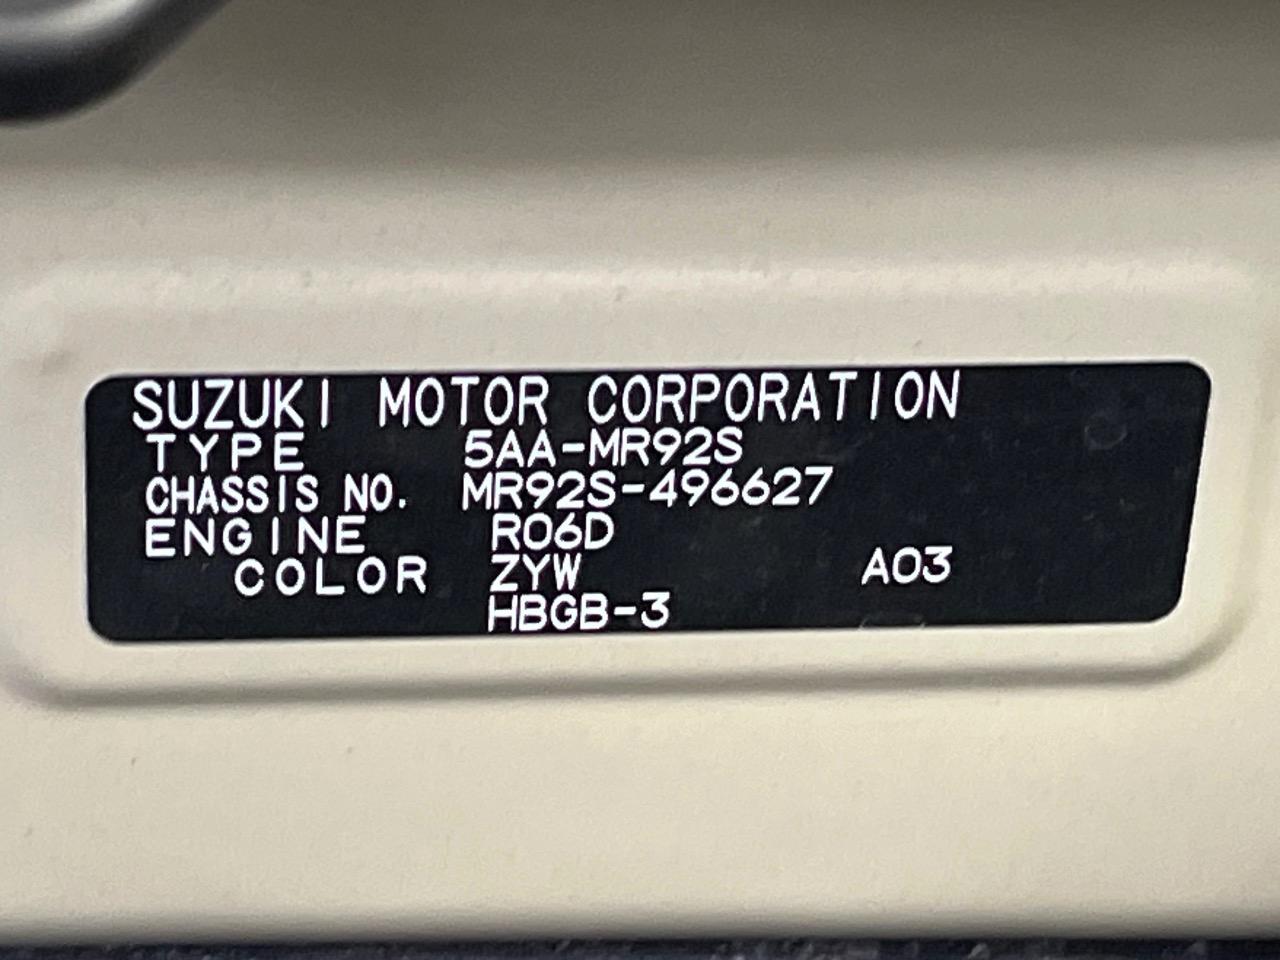 SUZUKI MOTOR CORPORATION
TYPE 5AA-MR92S
CHASSIS NO. MR92S-496627
ENGINE R06D
COLOR ZYW A03
HBGB-3